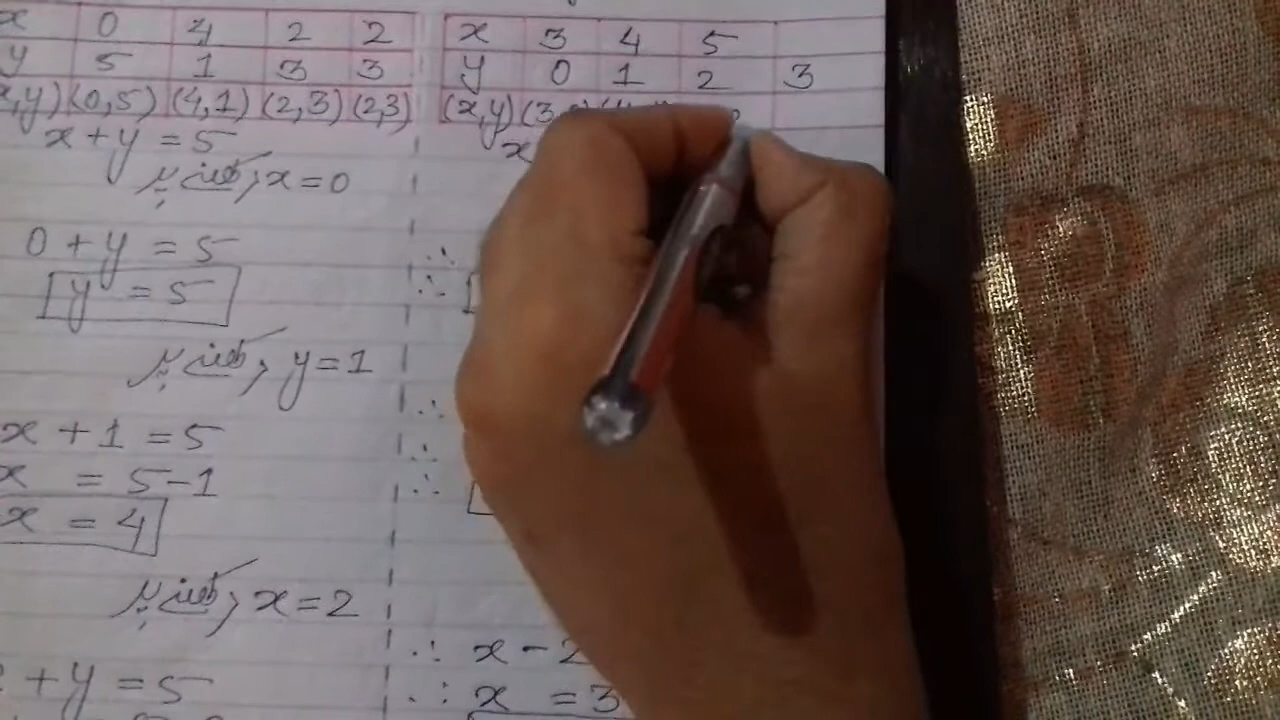 x 0 4 2 2
y 5 1 3 3
x,y) (0,5) (4,1) (2,3) (2,3)
x + y = 5
x = 0 رکھنے پر
0 + y = 5
y = 5
y = 1 رکھنے پر
x + 1 = 5
x = 5 - 1
x = 4
x = 2 رکھنے پر
+ y = 5
x 3 4 5
y 0 1 2 3
(x,y) (3,
x
∴
∴
∴
∴
∴
∴ x - 2
∴ x = 3